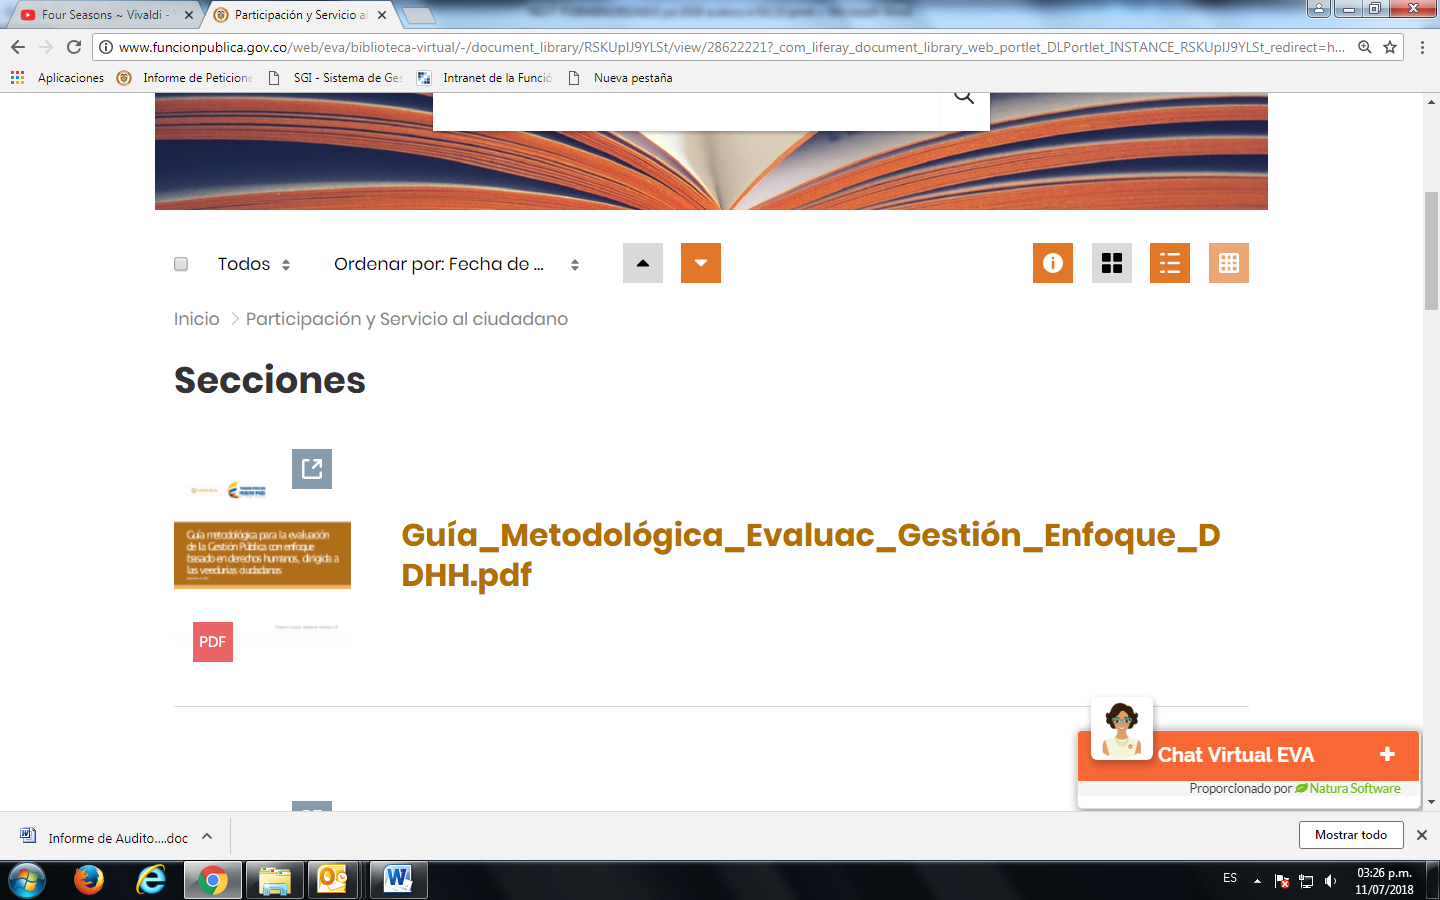 Four Seasons ~ Vivaldi -
Participación y Servicio al
www.funcionpublica.gov.co/web/eva/biblioteca-virtual/-/document_library/RSKUpIJ9YLSt/view/28622221?_com_liferay_document_library_web_portlet_DLPortlet_INSTANCE_RSKUpIJ9YLSt_redirect=h...
Aplicaciones
Informe de Peticione
SGI - Sistema de Ges
Intranet de la Funció
Nueva pestaña
Todos
Ordenar por: Fecha de ...
Inicio
Participación y Servicio al ciudadano
Secciones
Guía metodológica para la evaluación
de la Gestión Pública con enfoque
basado en derechos humanos, dirigida a
las veedurías ciudadanas
Guía_Metodológica_Evaluac_Gestión_Enfoque_D
DHH.pdf
PDF
Chat Virtual EVA
Proporcionado por Natura Software
Informe de Audito....doc
Mostrar todo
ES
03:26 p.m.
11/07/2018